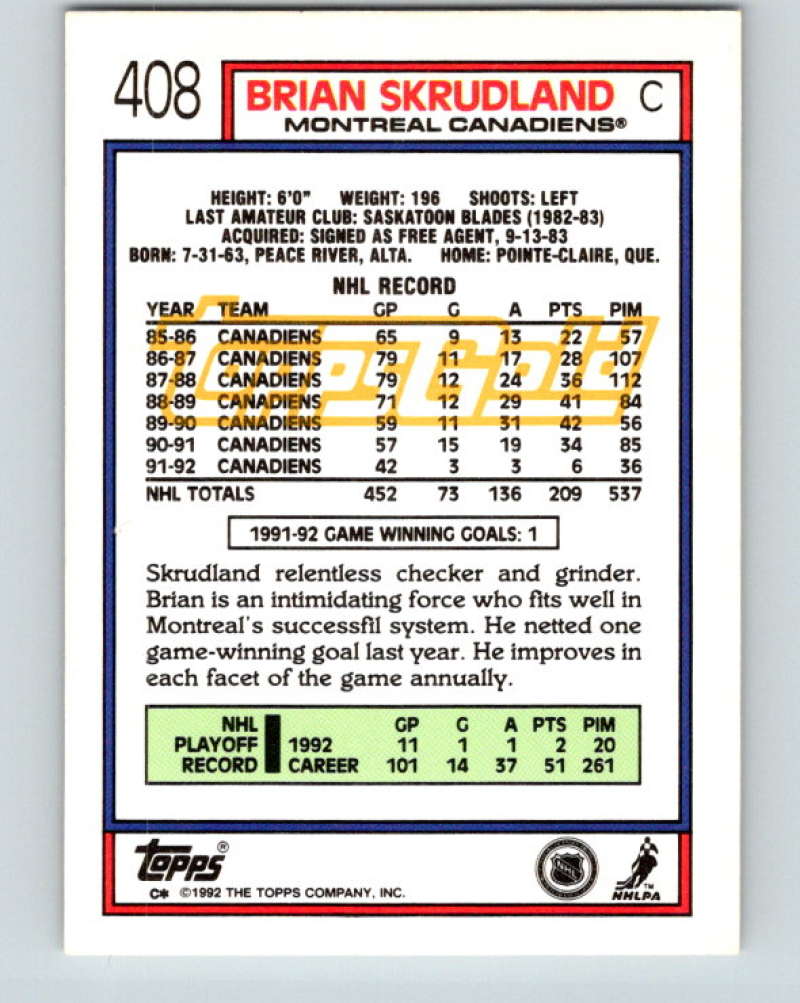 408 BRIAN SKRUDLAND C
MONTREAL CANADIENS®
HEIGHT: 6'0" WEIGHT: 196 SHOOTS: LEFT
LAST AMATEUR CLUB: SASKATOON BLADES (1982-83)
ACQUIRED: SIGNED AS FREE AGENT, 9-13-83
BORN: 7-31-63, PEACE RIVER, ALTA. HOME: POINTE-CLAIRE, QUE.
NHL RECORD
YEAR TEAM GP G A PTS PIM
85-86 CANADIENS 65 9 13 22 57
86-87 CANADIENS 79 11 17 28 107
87-88 CANADIENS 79 12 24 36 112
88-89 CANADIENS 71 12 29 41 84
89-90 CANADIENS 59 11 31 42 56
90-91 CANADIENS 57 15 19 34 85
91-92 CANADIENS 42 3 3 6 36
NHL TOTALS 452 73 136 209 537
ToppsGold
1991-92 GAME WINNING GOALS: 1
Skrudland relentless checker and grinder.
Brian is an intimidating force who fits well in
Montreal's successfil system. He netted one
game-winning goal last year. He improves in
each facet of the game annually.
NHL GP G A PTS PIM
PLAYOFF 1992 11 1 1 2 20
RECORD CAREER 101 14 37 51 261
TOPPS®
C* ©1992 THE TOPPS COMPANY, INC.
NHL
TM
NHLPA